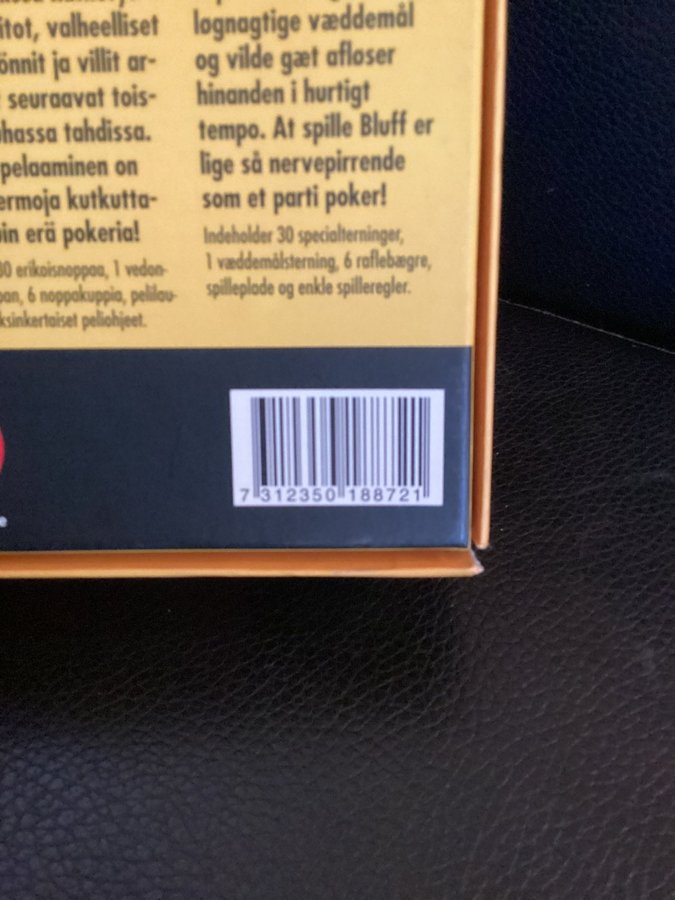 itot, valheelliset
önnit ja villit ar-
seuraavat tois-
hassa tahdissa.
pelaaminen on
ermoja kutkutta-
in erä pokeria!
30 erikoisnoppaa, 1 vedon-
pan, 6 noppakuppia, pelilau-
ksinkertaiset peliohjeet.
løgnagtige væddemål
og vilde gæt afløser
hinanden i hurtigt
tempo. At spille Bluff er
lige så nervepirrende
som et parti poker!
Indeholder 30 specialterninger,
1 væddemålsterning, 6 raflebægre,
spilleplade og enkle spilleregler.
7 312350 188721